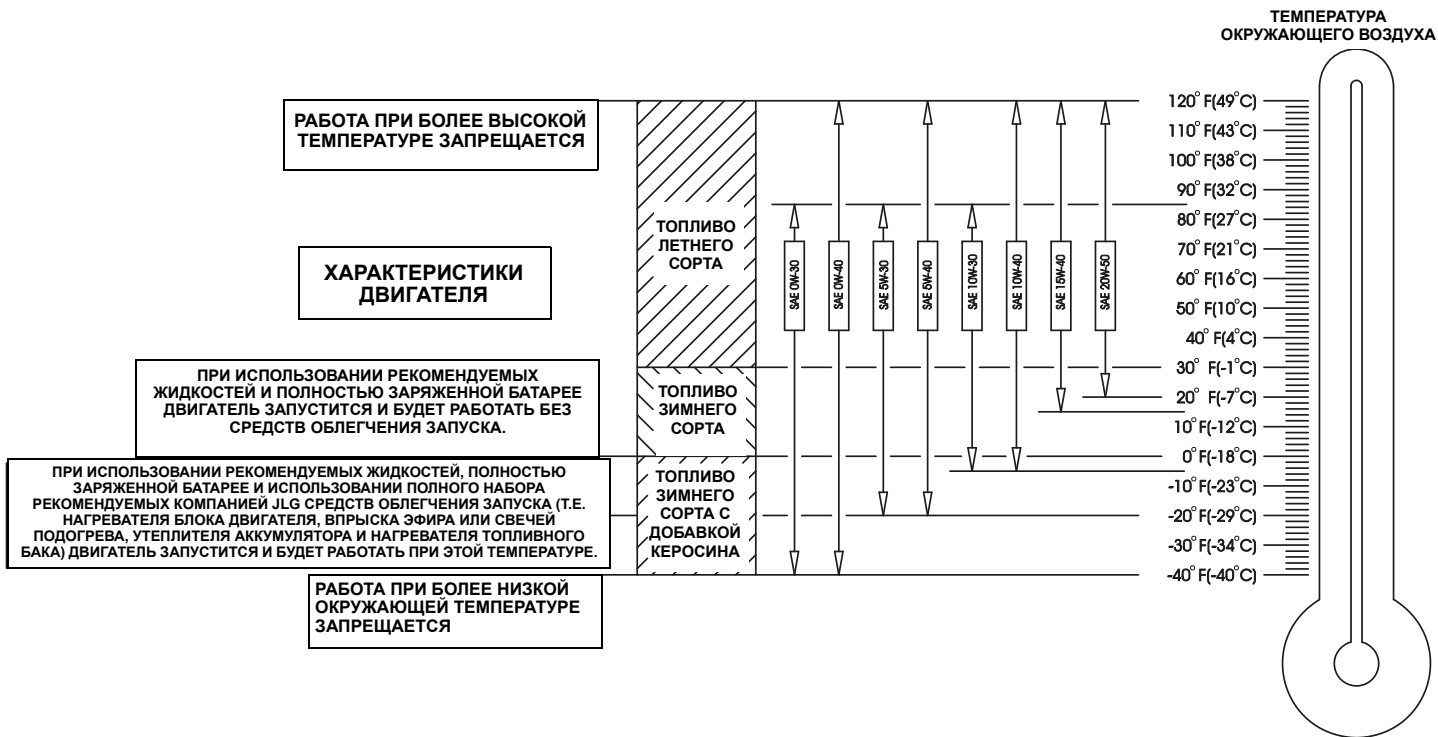 ТЕМПЕРАТУРА
ОКРУЖАЮЩЕГО ВОЗДУХА
РАБОТА ПРИ БОЛЕЕ ВЫСОКОЙ
ТЕМПЕРАТУРЕ ЗАПРЕЩАЕТСЯ
ХАРАКТЕРИСТИКИ
ДВИГАТЕЛЯ
ПРИ ИСПОЛЬЗОВАНИИ РЕКОМЕНДУЕМЫХ
ЖИДКОСТЕЙ И ПОЛНОСТЬЮ ЗАРЯЖЕННОЙ БАТАРЕЕ
ДВИГАТЕЛЬ ЗАПУСТИТСЯ И БУДЕТ РАБОТАТЬ БЕЗ
СРЕДСТВ ОБЛЕГЧЕНИЯ ЗАПУСКА.
ПРИ ИСПОЛЬЗОВАНИИ РЕКОМЕНДУЕМЫХ ЖИДКОСТЕЙ, ПОЛНОСТЬЮ
ЗАРЯЖЕННОЙ БАТАРЕЕ И ИСПОЛЬЗОВАНИИ ПОЛНОГО НАБОРА
РЕКОМЕНДУЕМЫХ КОМПАНИЕЙ JLG СРЕДСТВ ОБЛЕГЧЕНИЯ ЗАПУСКА (Т.Е.
НАГРЕВАТЕЛЯ БЛОКА ДВИГАТЕЛЯ, ВПРЫСКА ЭФИРА ИЛИ СВЕЧЕЙ
ПОДОГРЕВА, УТЕПЛИТЕЛЯ АККУМУЛЯТОРА И НАГРЕВАТЕЛЯ ТОПЛИВНОГО
БАКА) ДВИГАТЕЛЬ ЗАПУСТИТСЯ И БУДЕТ РАБОТАТЬ ПРИ ЭТОЙ ТЕМПЕРАТУРЕ.
РАБОТА ПРИ БОЛЕЕ НИЗКОЙ
ОКРУЖАЮЩЕЙ ТЕМПЕРАТУРЕ
ЗАПРЕЩАЕТСЯ
ТОПЛИВО
ЛЕТНЕГО
СОРТА
ТОПЛИВО
ЗИМНЕГО
СОРТА
ТОПЛИВО
ЗИМНЕГО
СОРТА С
ДОБАВКОЙ
КЕРОСИНА
SAE 0W-30
SAE 0W-40
SAE 5W-30
SAE 5W-40
SAE 10W-30
SAE 10W-40
SAE 15W-40
SAE 20W-50
120° F(49°C)
110° F(43°C)
100° F(38°C)
90° F(32°C)
80° F(27°C)
70° F(21°C)
60° F(16°C)
50° F(10°C)
40° F(4°C)
30° F(-1°C)
20° F(-7°C)
10° F(-12°C)
0° F(-18°C)
-10° F(-23°C)
-20° F(-29°C)
-30° F(-34°C)
-40° F(-40°C)